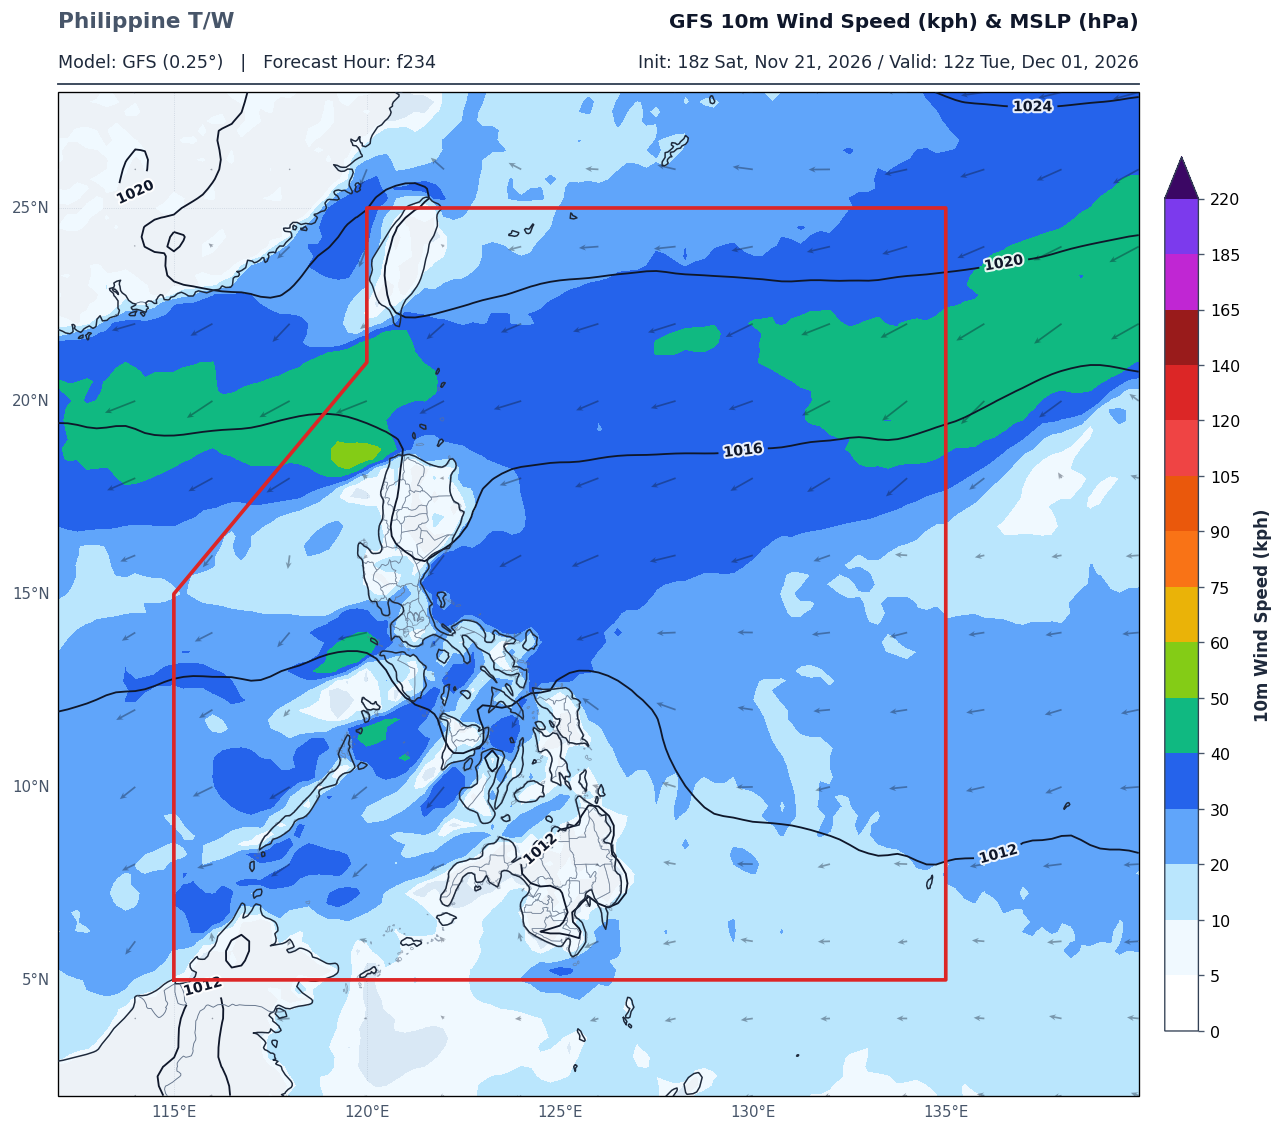 Philippine T/W
GFS 10m Wind Speed (kph) & MSLP (hPa)
Model: GFS (0.25°) | Forecast Hour: f234
Init: 18z Sat, Nov 21, 2026 / Valid: 12z Tue, Dec 01, 2026
1024
1020
1020
1016
1012
1012
1012
25°N
20°N
15°N
10°N
5°N
115°E
120°E
125°E
130°E
135°E
220
185
165
140
120
105
90
75
60
50
40
30
20
10
5
0
10m Wind Speed (kph)